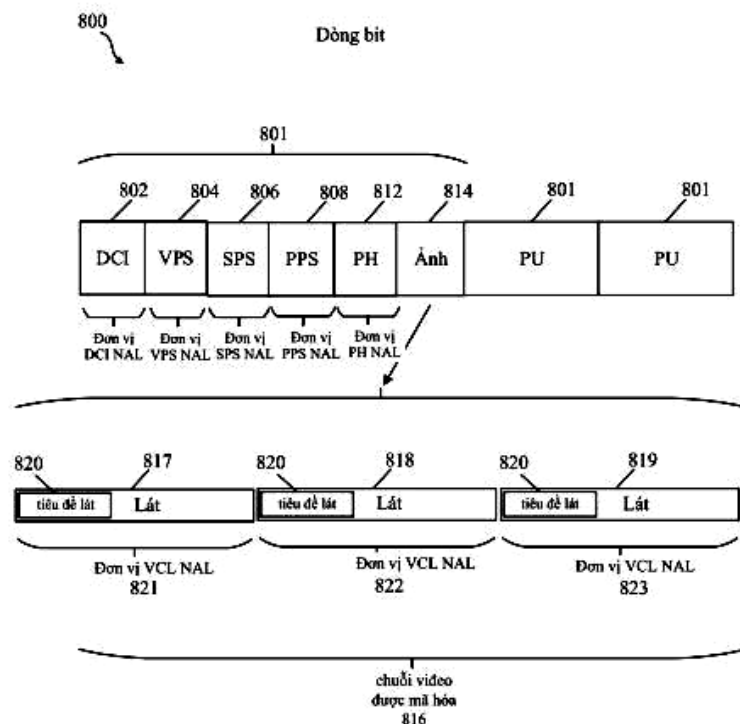 800
Dòng bit
801
802 804 806 808 812 814 801 801
DCI VPS SPS PPS PH Ảnh PU PU
Đơn vị Đơn vị Đơn vị Đơn vị Đơn vị
DCI NAL VPS NAL SPS NAL PPS NAL PH NAL
820 817 820 818 820 819
tiêu đề lát Lát tiêu đề lát Lát tiêu đề lát Lát
Đơn vị VCL NAL Đơn vị VCL NAL Đơn vị VCL NAL
821 822 823
chuỗi video
được mã hóa
816